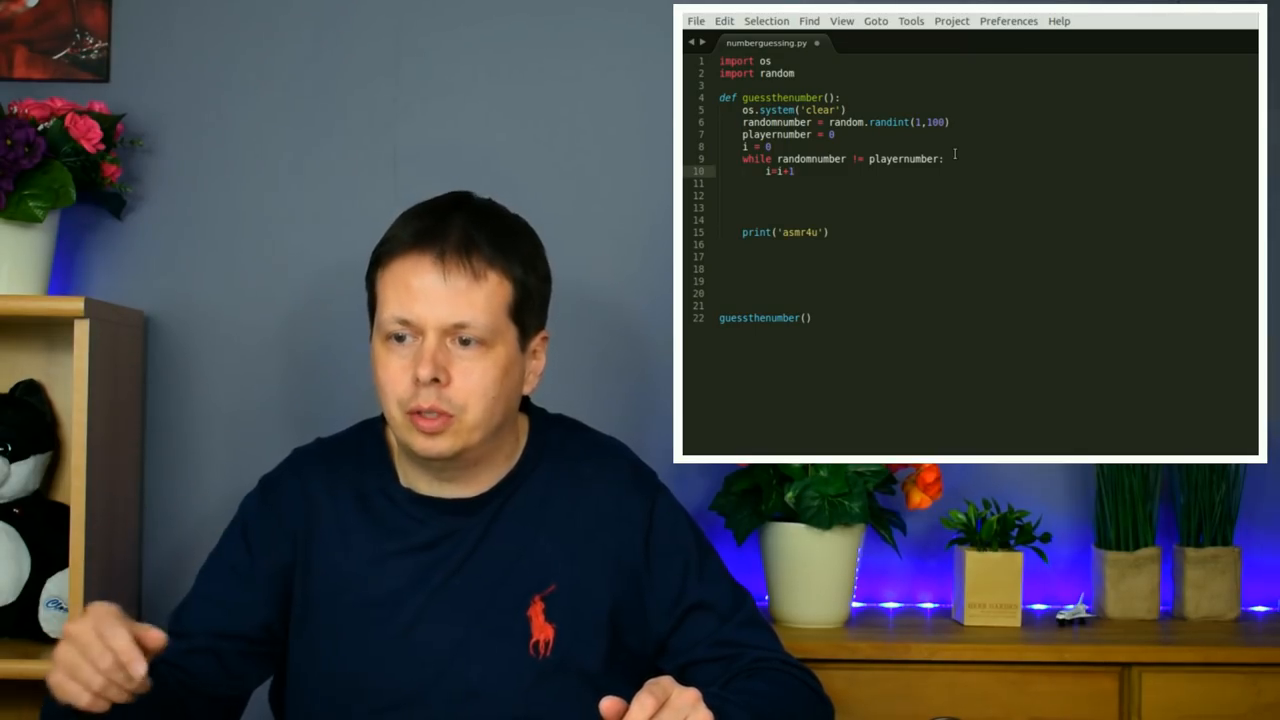 File Edit Selection Find View Goto Tools Project Preferences Help
numberguessing.py
1 import os
2 import random
3
4 def guessthenumber():
5 os.system('clear')
6 randomnumber = random.randint(1,100)
7 playernumber = 0
8 i = 0
9 while randomnumber != playernumber:
10 i=i+1
11
12
13
14
15 print('asmr4u')
16
17
18
19
20
21
22 guessthenumber()
HERB GARDEN